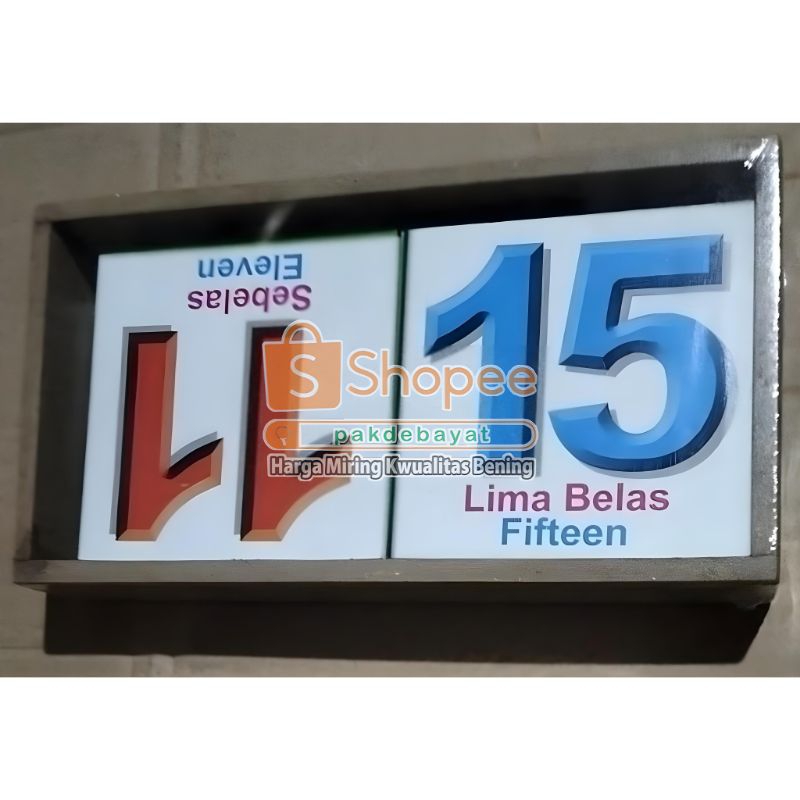 Eleven
Sebelas
11
15
Lima Belas
Fifteen
Shopee
pakdebayat
Harga Miring Kwualitas Bening